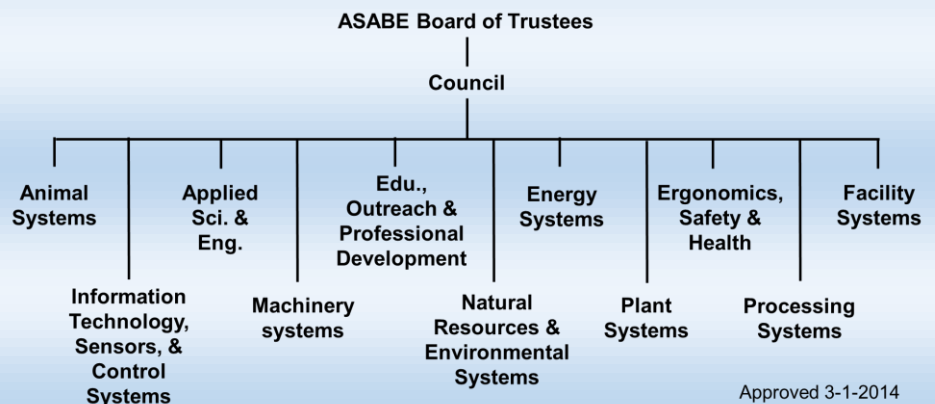 ASABE Board of Trustees
Council
Animal
Systems
Applied
Sci. &
Eng.
Edu.,
Outreach &
Professional
Development
Energy
Systems
Ergonomics,
Safety &
Health
Facility
Systems
Information
Technology,
Sensors, &
Control
Systems
Machinery
systems
Natural
Resources &
Environmental
Systems
Plant
Systems
Processing
Systems
Approved 3-1-2014